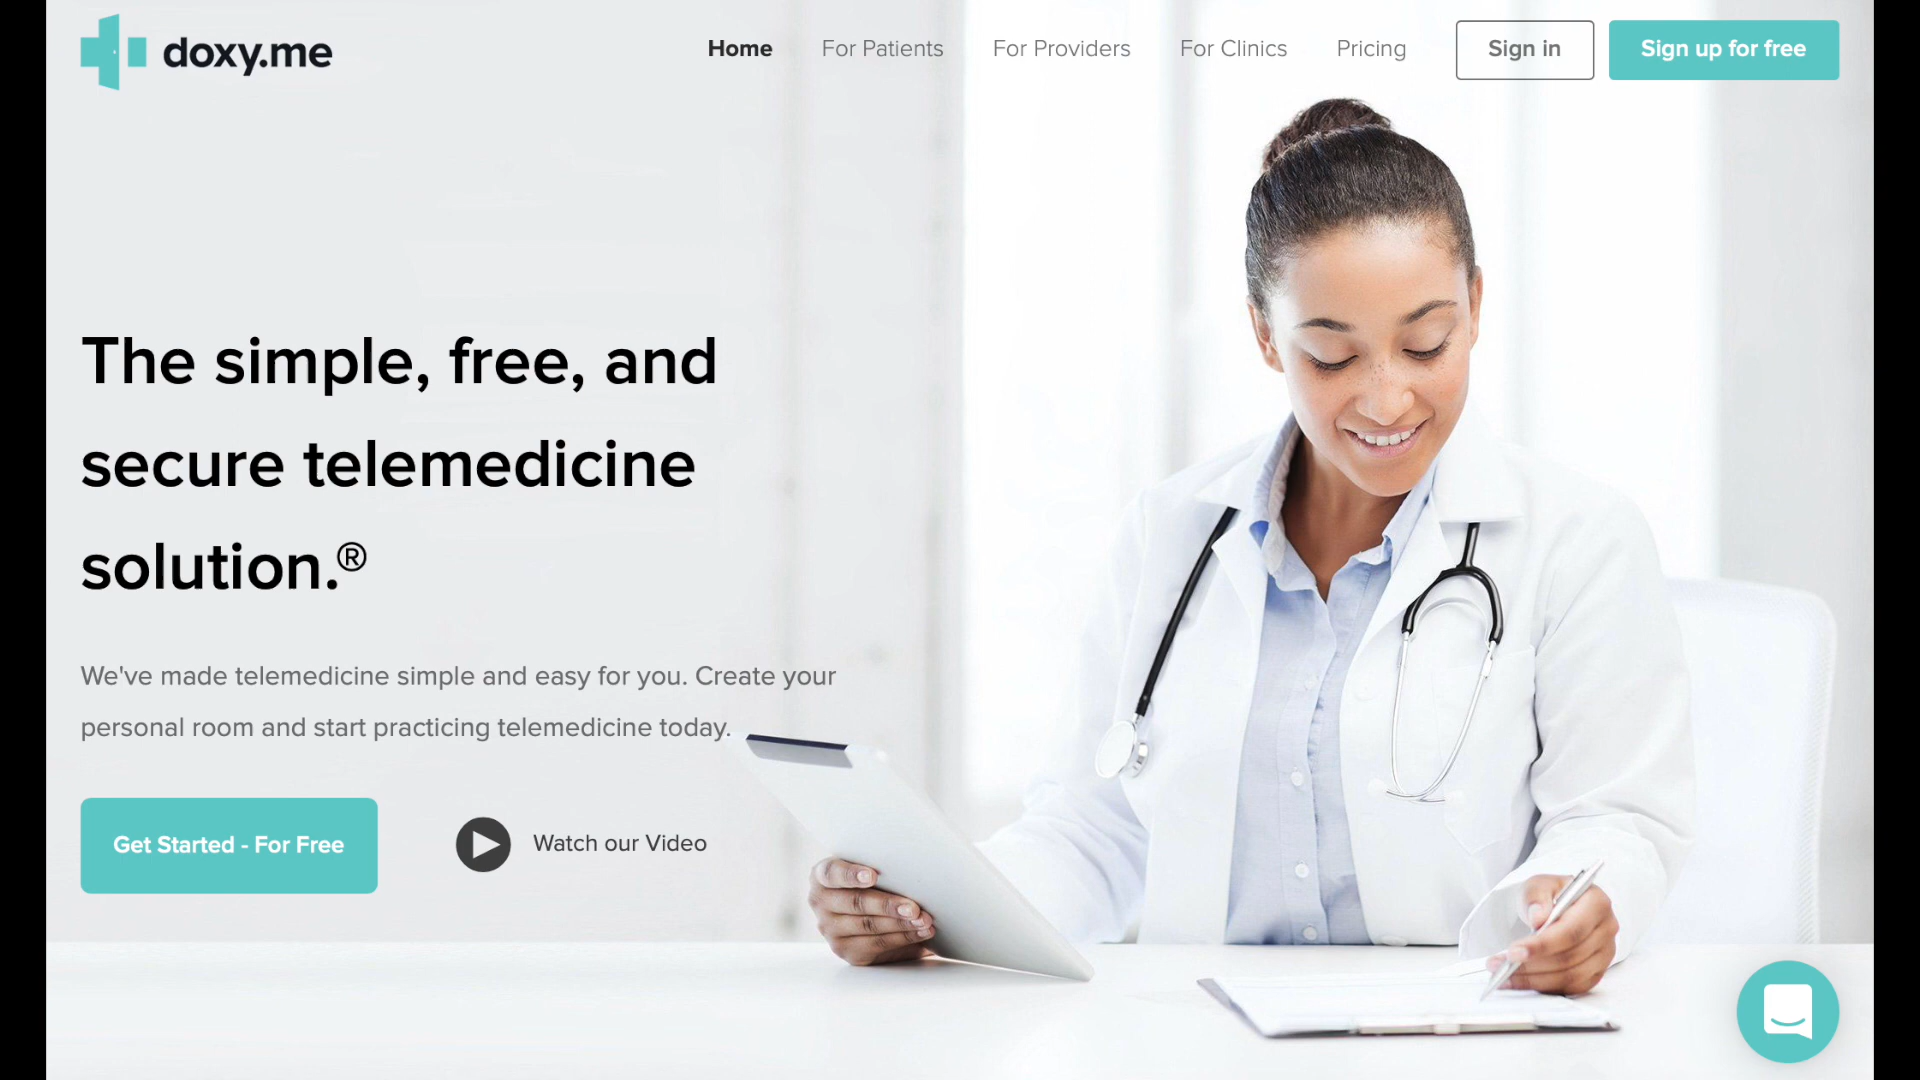 doxy.me
Home For Patients For Providers For Clinics Pricing Sign in Sign up for free
The simple, free, and
secure telemedicine
solution.®
We've made telemedicine simple and easy for you. Create your
personal room and start practicing telemedicine today.
Get Started - For Free
Watch our Video